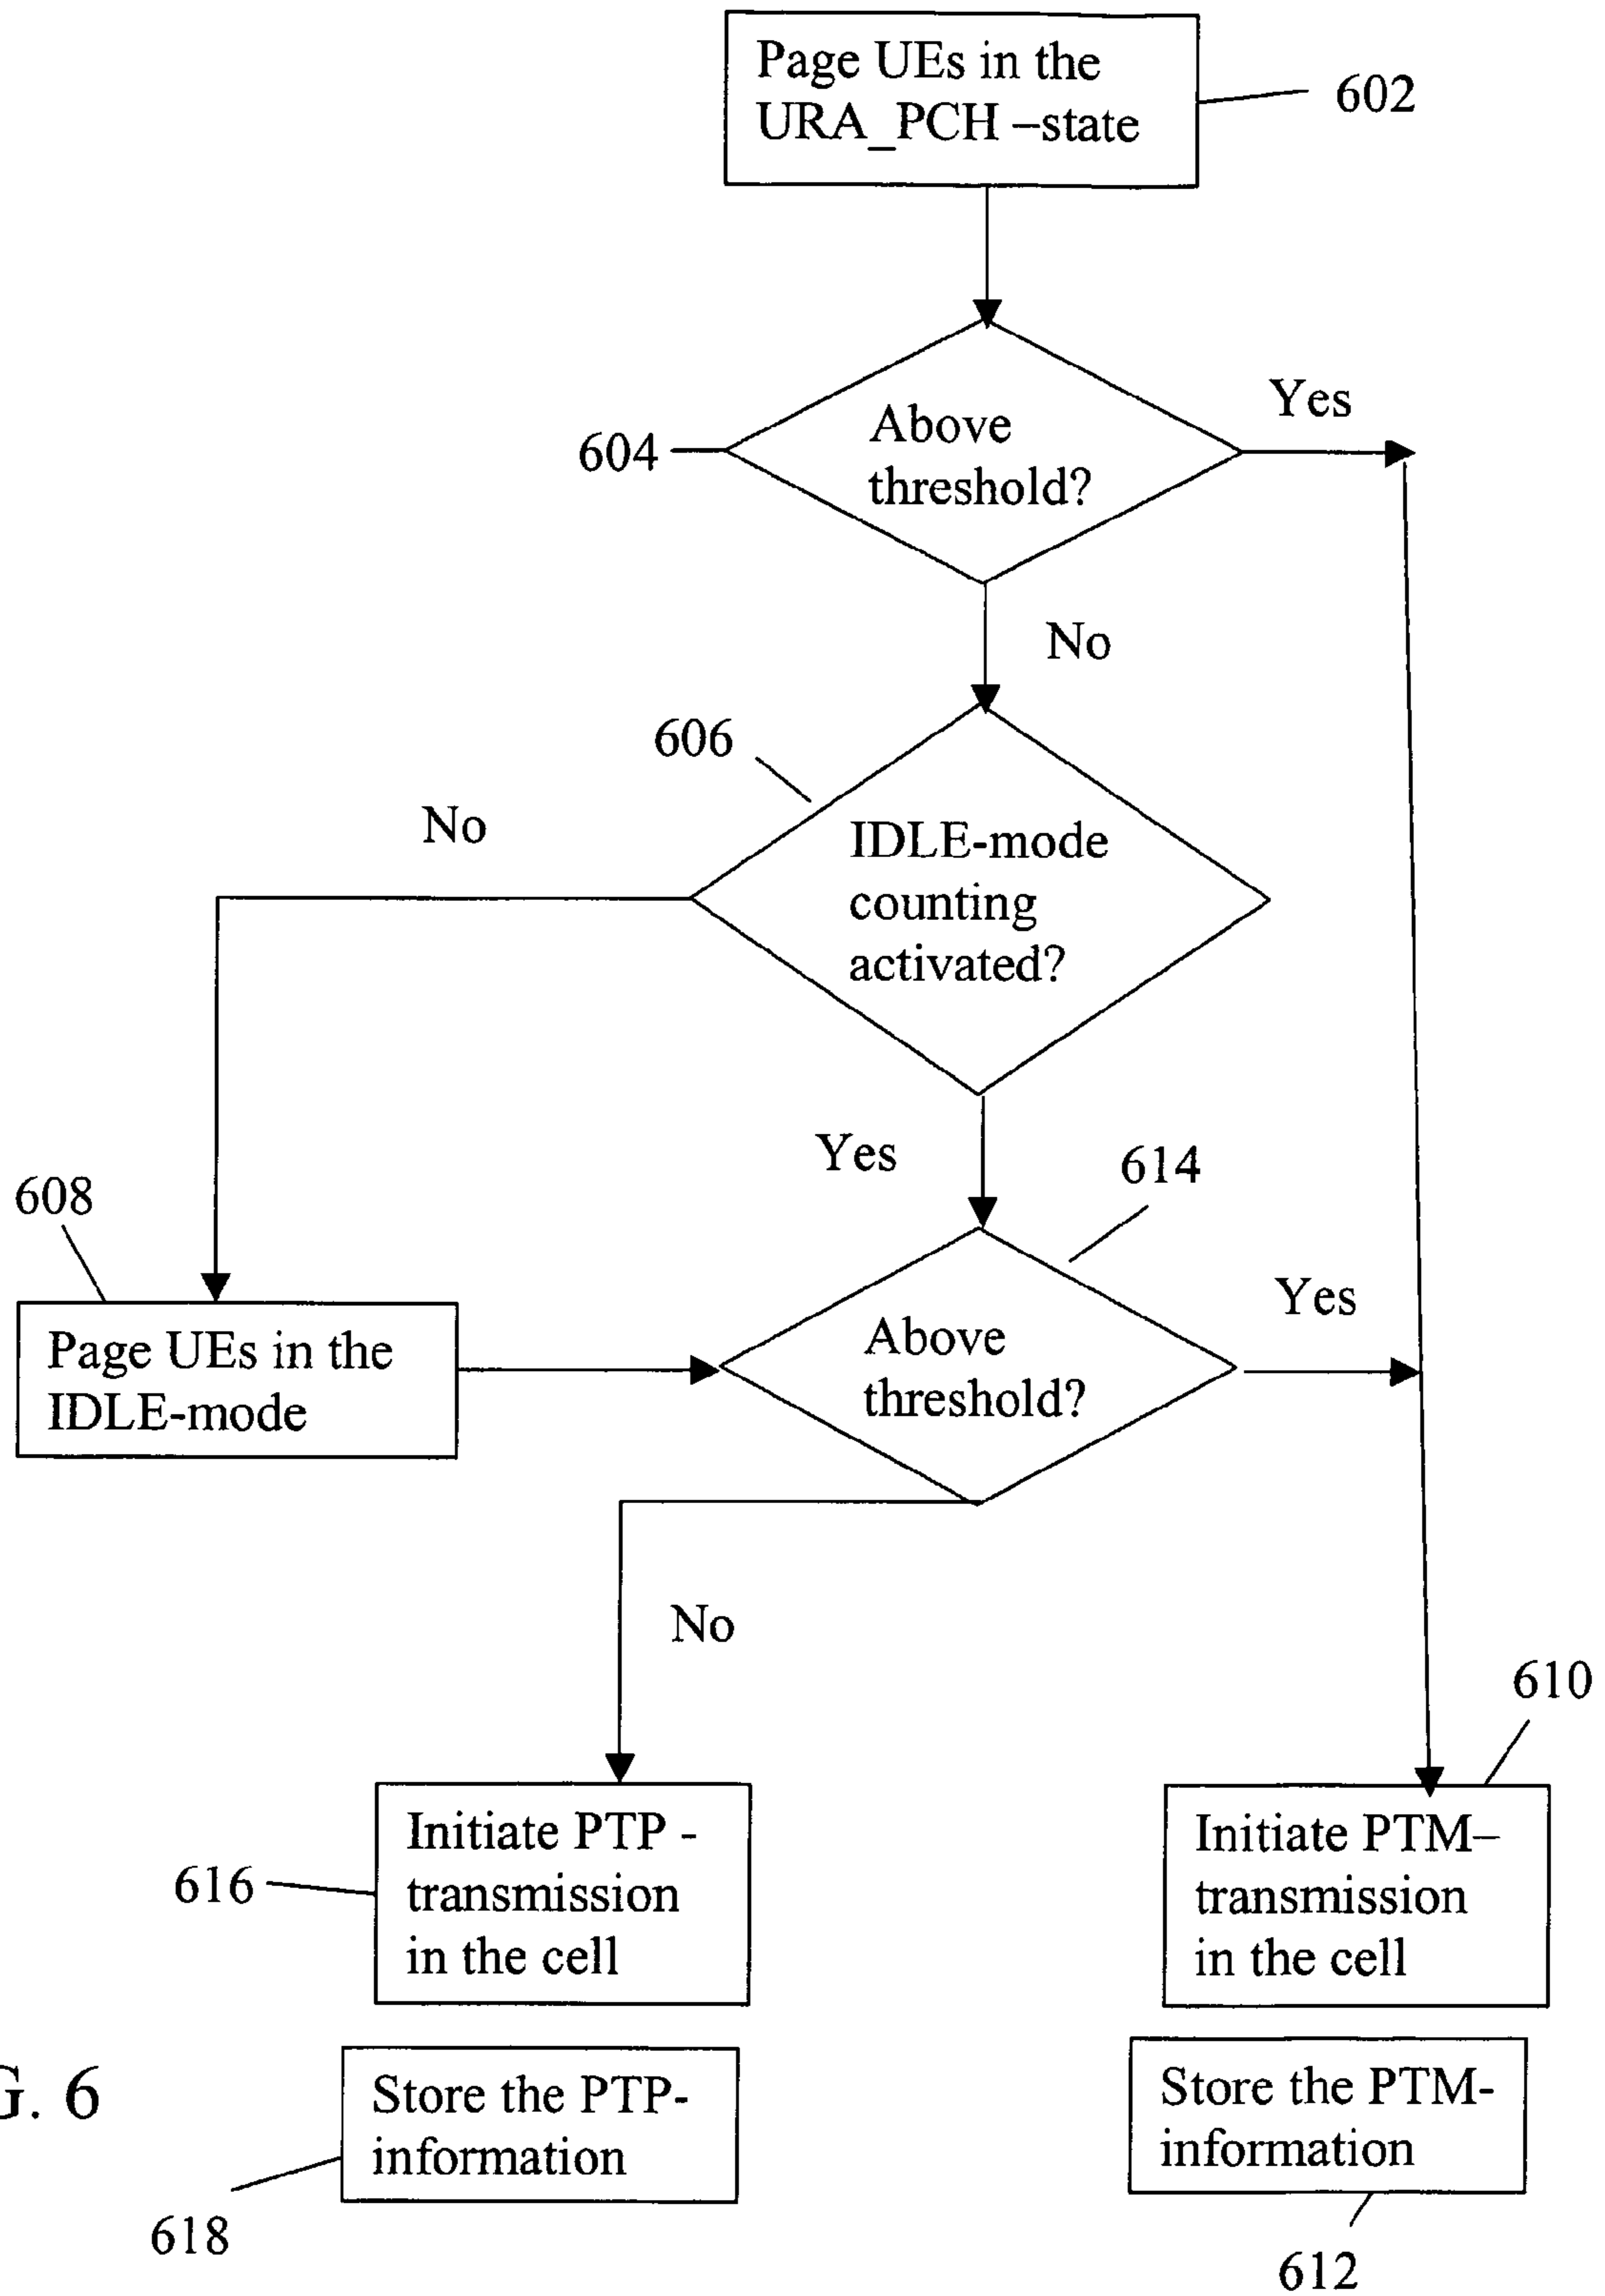 Page UEs in the
URA_PCH –state
602
604
Above
threshold?
Yes
No
606
No
IDLE-mode
counting
activated?
Yes
614
608
Page UEs in the
IDLE-mode
Above
threshold?
Yes
No
610
616
Initiate PTP -
transmission
in the cell
Initiate PTM–
transmission
in the cell
G. 6
Store the PTP-
information
Store the PTM-
information
618
612